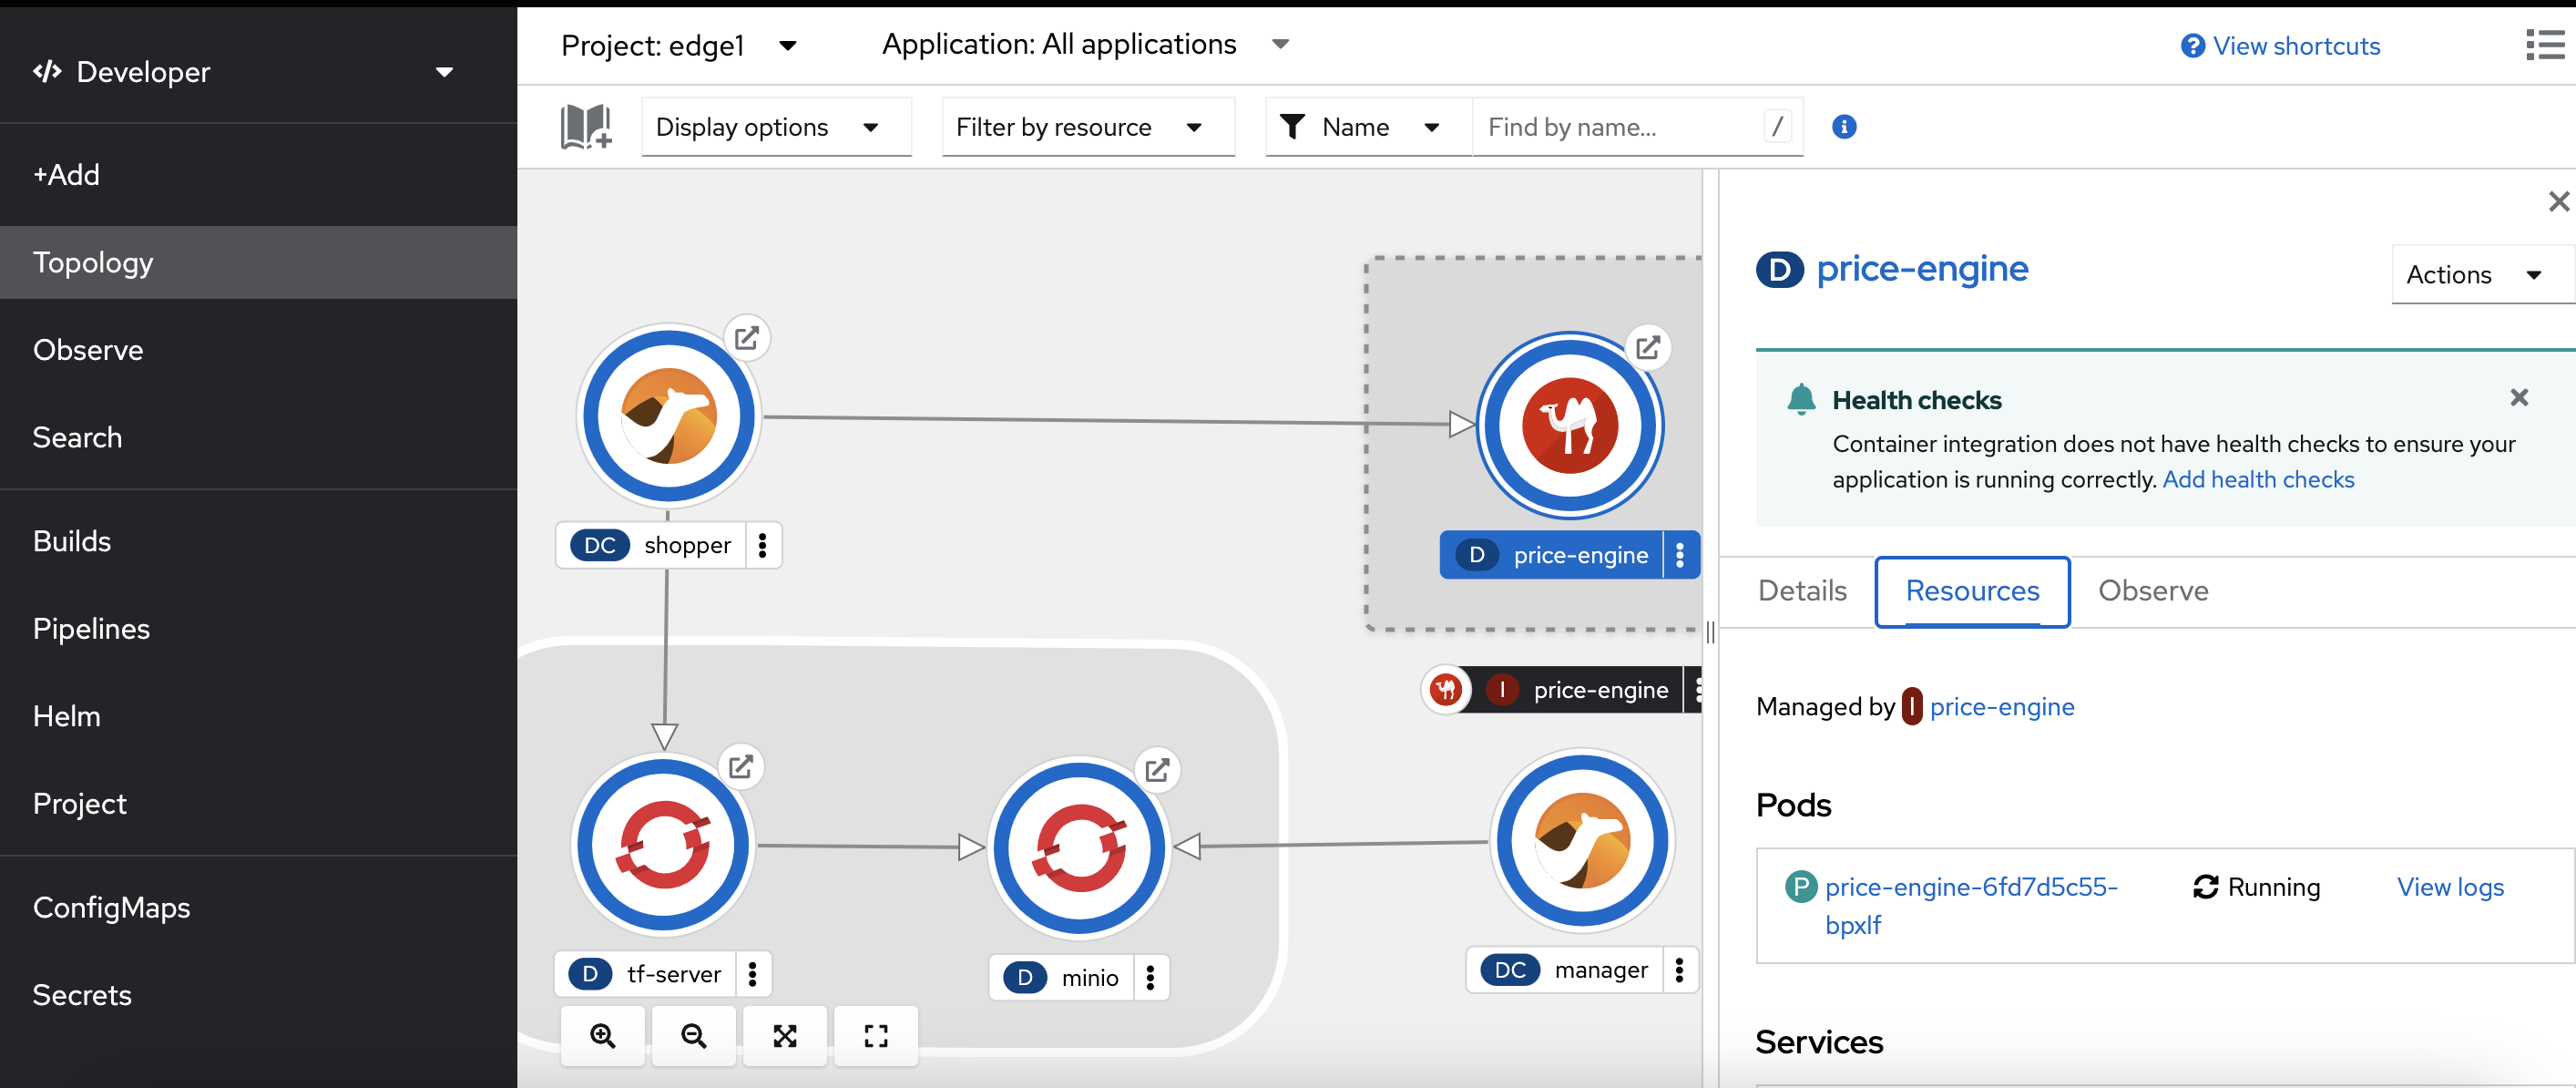 Developer
+Add
Topology
Observe
Search
Builds
Pipelines
Helm
Project
ConfigMaps
Secrets
Project: edge1
Application: All applications
? View shortcuts
Display options
Filter by resource
Name
Find by name...
/
i
DC shopper
D price-engine
I price-engine
D tf-server
D minio
DC manager
D price-engine
Actions
Health checks
Container integration does not have health checks to ensure your
application is running correctly. Add health checks
Details
Resources
Observe
Managed by I price-engine
Pods
P price-engine-6fd7d5c55-
bpxlf
Running
View logs
Services